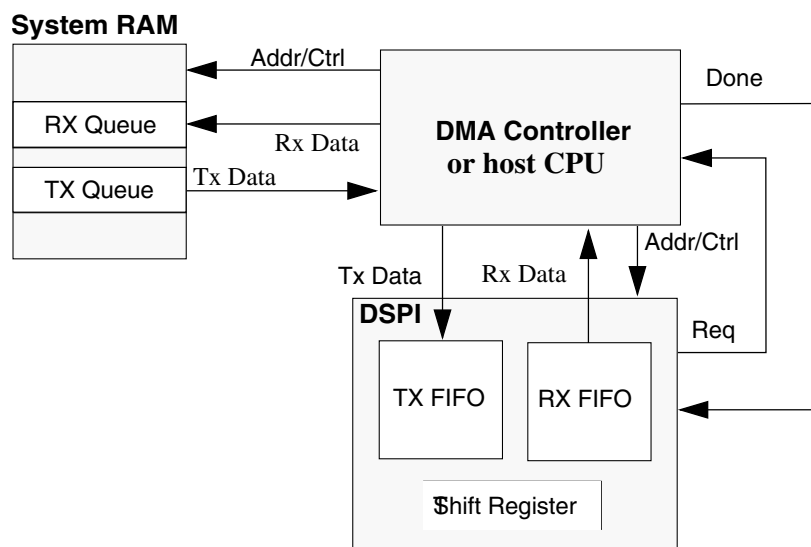 System RAM
Addr/Ctrl
Done
RX Queue
Rx Data
DMA Controller
or host CPU
TX Queue
Tx Data
Addr/Ctrl
Tx Data
Rx Data
DSPI
Req
TX FIFO
RX FIFO
Shift Register